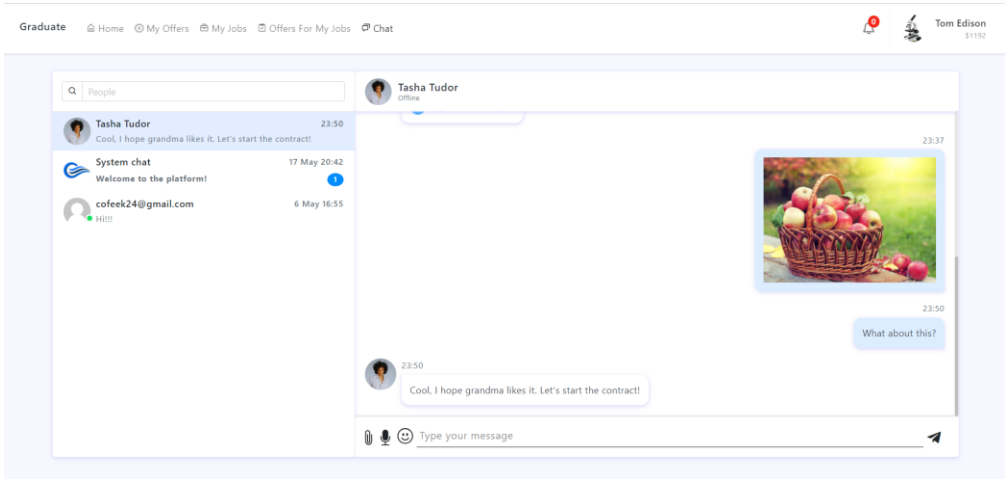 Graduate
Home My Offers My Jobs Offers For My Jobs Chat
0
Tom Edison
$1192
People
Tasha Tudor 23:50
Cool, I hope grandma likes it. Let's start the contract!
System chat 17 May 20:42
Welcome to the platform! 1
cofeek24@gmail.com 6 May 16:55
Hi!!!
Tasha Tudor
Offline
23:37
23:50
What about this?
23:50
Cool, I hope grandma likes it. Let's start the contract!
Type your message